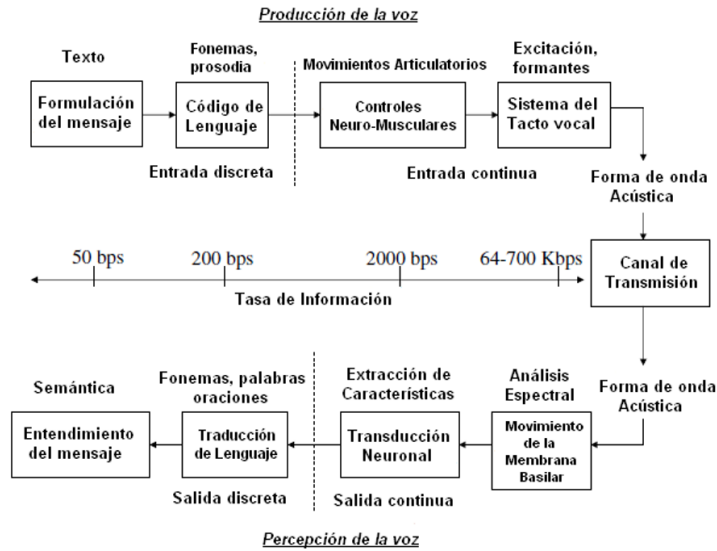 Producción de la voz
Texto
Fonemas,
prosodia
Movimientos Articulatorios
Excitación,
formantes
Formulación
del mensaje
Código de
Lenguaje
Controles
Neuro-Musculares
Sistema del
Tacto vocal
Entrada discreta
Entrada continua
Forma de onda
Acústica
50 bps
200 bps
2000 bps
64-700 Kbps
Tasa de Información
Canal de
Transmisión
Semántica
Fonemas, palabras
oraciones
Extracción de
Características
Análisis
Espectral
Forma de onda
Acústica
Entendimiento
del mensaje
Traducción
de Lenguaje
Transducción
Neuronal
Movimiento
de la
Membrana
Basilar
Salida discreta
Salida continua
Percepción de la voz